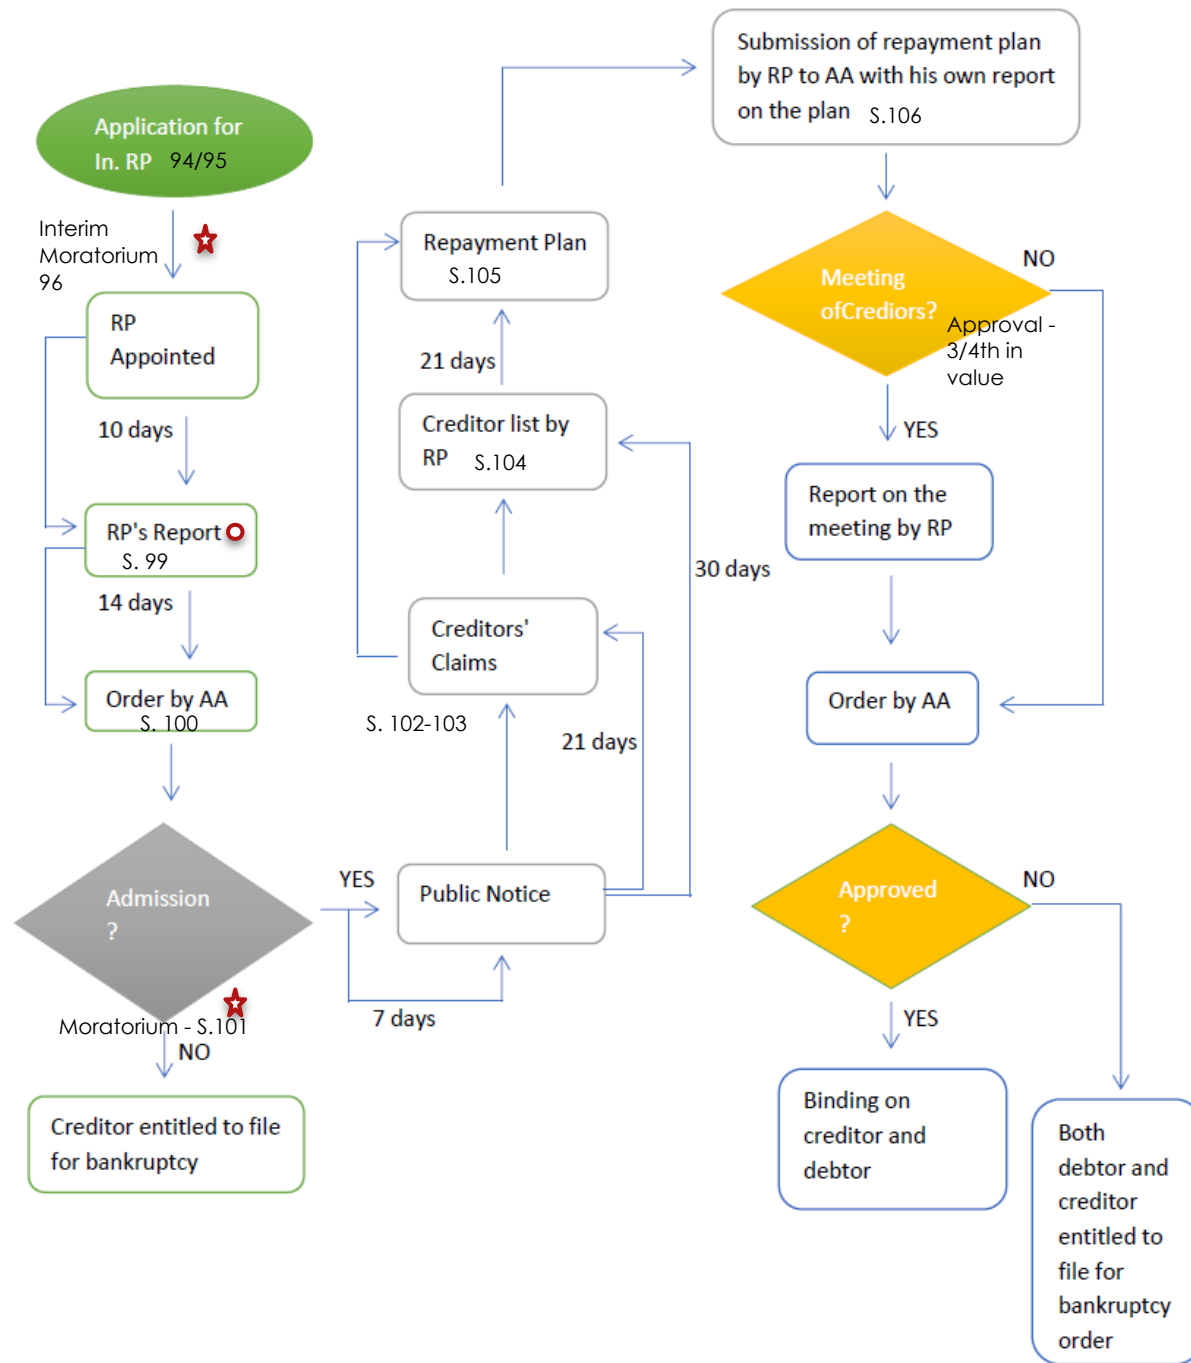 Application for
In. RP 94/95
Interim
Moratorium
96
RP
Appointed
10 days
RP's Report
S. 99
14 days
Order by AA
S. 100
Admission
?
Moratorium - S.101
NO
Creditor entitled to file
for bankruptcy
YES
7 days
Public Notice
21 days
30 days
Creditors'
Claims
S. 102-103
Creditor list by
RP S.104
21 days
Repayment Plan
S.105
Submission of repayment plan
by RP to AA with his own report
on the plan S.106
Meeting
ofCrediors?
NO
Approval -
3/4th in
value
YES
Report on the
meeting by RP
Order by AA
Approved
?
NO
YES
Binding on
creditor and
debtor
Both
debtor and
creditor
entitled to
file for
bankruptcy
order